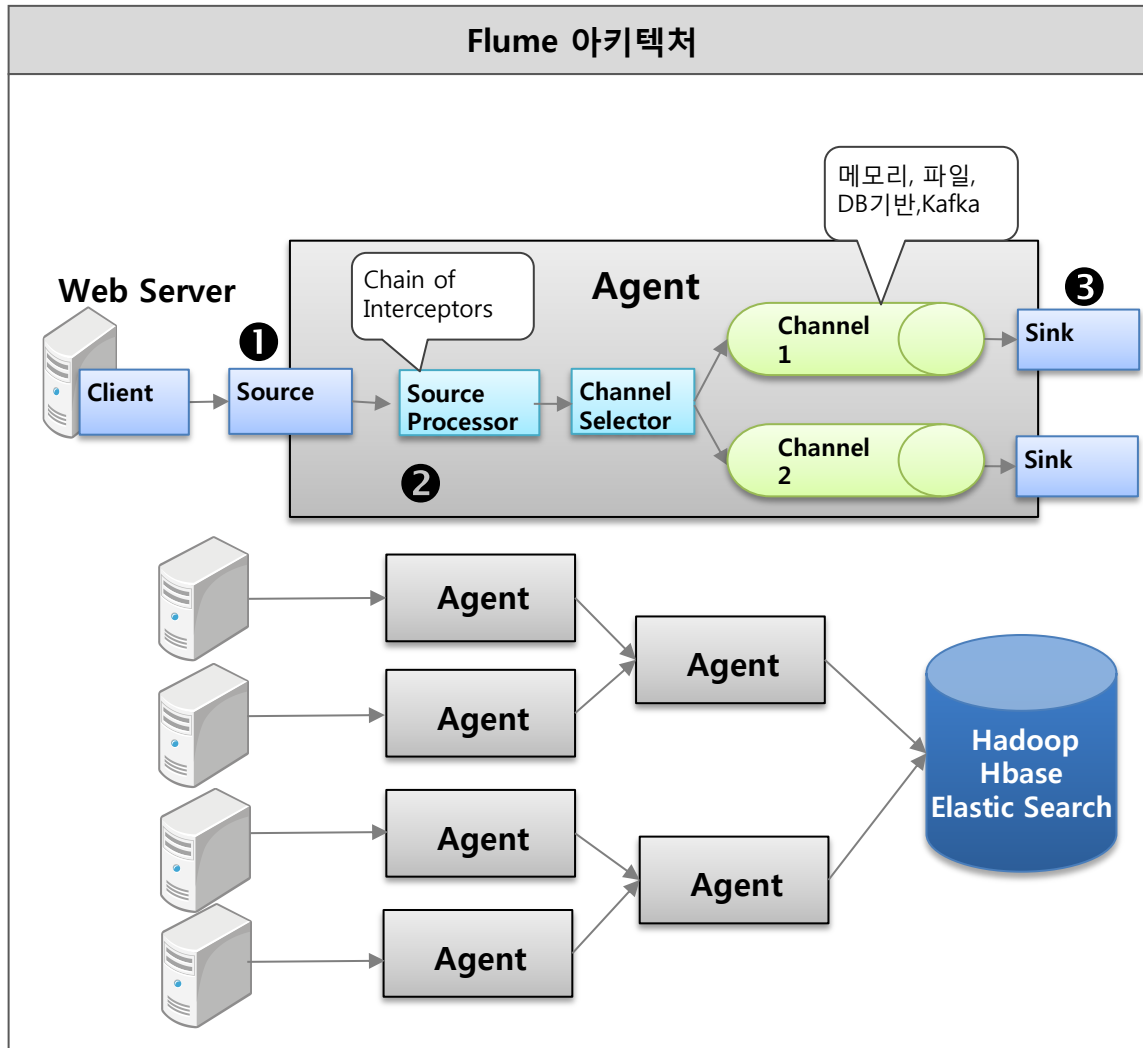 Flume 아키텍처
메모리, 파일,
DB기반,Kafka
Agent
Chain of
Interceptors
Web Server
❶
❸
Client
Source
Source
Processor
Channel
Selector
Channel
1
Sink
Channel
2
Sink
❷
Agent
Agent
Agent
Agent
Agent
Agent
Hadoop
Hbase
Elastic Search